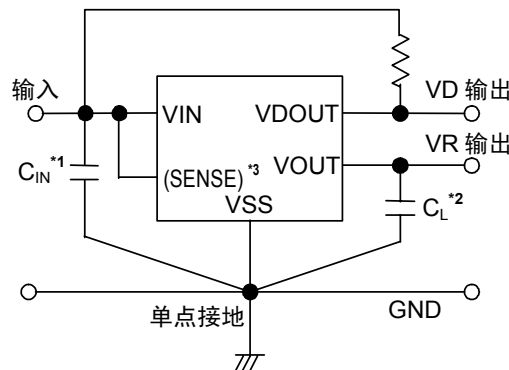 输入
VIN
VDOUT
VD 输出
VR 输出
CIN*1
(SENSE)*3
VOUT
VSS
CL*2
单点接地
GND